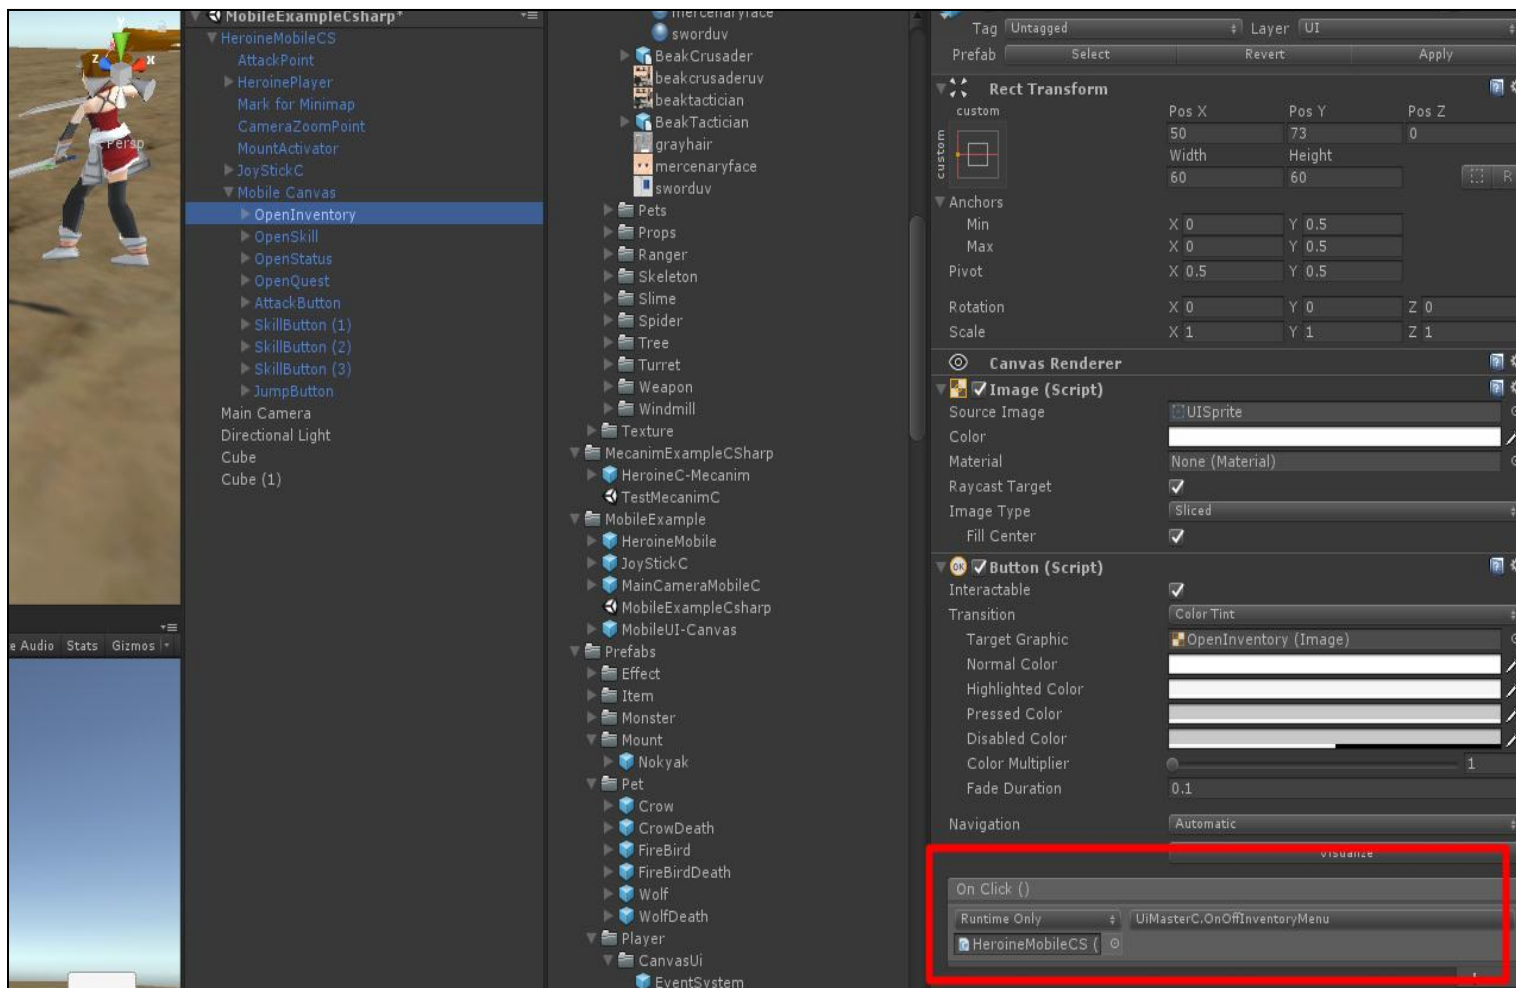 Y
Z
X
Persp
e Audio Stats Gizmos
MobileExampleCsharp*
HeroineMobileCS
AttackPoint
HeroinePlayer
Mark for Minimap
CameraZoomPoint
MountActivator
JoyStickC
Mobile Canvas
OpenInventory
OpenSkill
OpenStatus
OpenQuest
AttackButton
SkillButton (1)
SkillButton (2)
SkillButton (3)
JumpButton
Main Camera
Directional Light
Cube
Cube (1)
mercenaryface
sworduv
BeakCrusader
beakcrusaderuv
beaktactician
BeakTactician
grayhair
mercenaryface
sworduv
Pets
Props
Ranger
Skeleton
Slime
Spider
Tree
Turret
Weapon
Windmill
Texture
MecanimExampleCSharp
HeroineC-Mecanim
TestMecanimC
MobileExample
HeroineMobile
JoyStickC
MainCameraMobileC
MobileExampleCsharp
MobileUI-Canvas
Prefabs
Effect
Item
Monster
Mount
Nokyak
Pet
Crow
CrowDeath
FireBird
FireBirdDeath
Wolf
WolfDeath
Player
CanvasUi
EventSystem
Tag Untagged Layer UI
Prefab Select Revert Apply
Rect Transform
custom Pos X Pos Y Pos Z
custom 50 73 0
Width Height
60 60 R
Anchors
Min X 0 Y 0.5
Max X 0 Y 0.5
Pivot X 0.5 Y 0.5
Rotation X 0 Y 0 Z 0
Scale X 1 Y 1 Z 1
Canvas Renderer
Image (Script)
Source Image UISprite
Color
Material None (Material)
Raycast Target
Image Type Sliced
Fill Center
OK Button (Script)
Interactable
Transition Color Tint
Target Graphic OpenInventory (Image)
Normal Color
Highlighted Color
Pressed Color
Disabled Color
Color Multiplier 1
Fade Duration 0.1
Navigation Automatic
Visualize
On Click ()
Runtime Only UiMasterC.OnOffInventoryMenu
HeroineMobileCS (